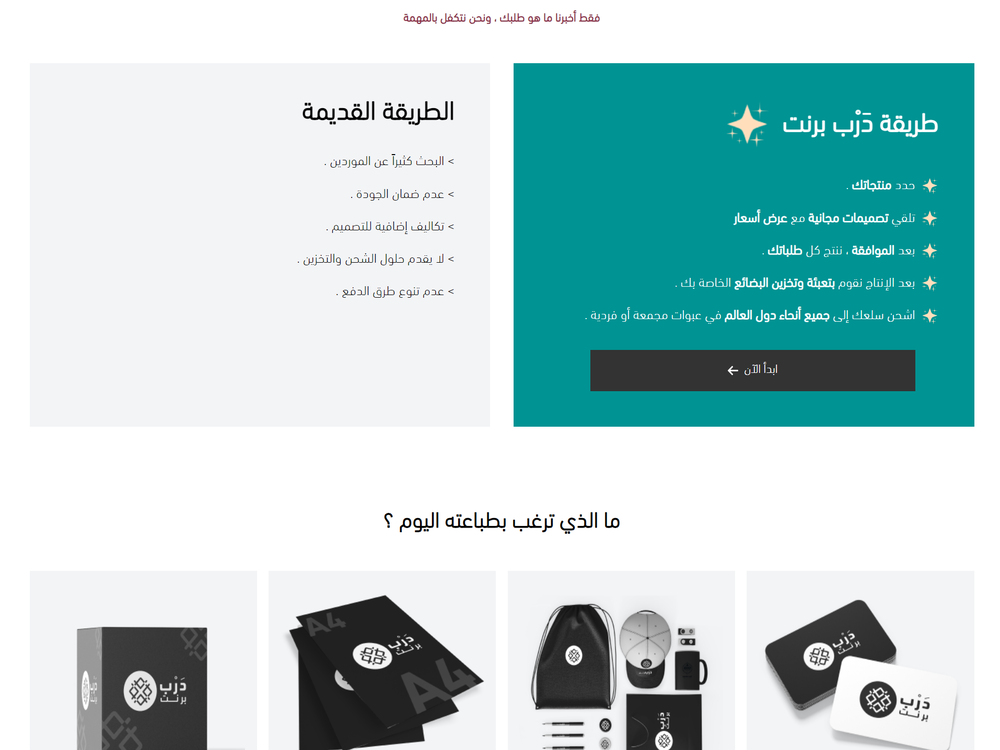 فقط أخبرنا ما هو طلبك ، ونحن نتكفل بالمهمة
طريقة دَرْب برنت
حدد منتجاتك .
تلقي تصميمات مجانية مع عرض أسعار
بعد الموافقة ، ننتج كل طلباتك .
بعد الإنتاج نقوم بتعبئة وتخزين البضائع الخاصة بك .
اشحن سلعك إلى جميع أنحاء دول العالم في عبوات مجمعة أو فردية .
ابدأ الآن ←
الطريقة القديمة
> البحث كثيراً عن الموردين .
> عدم ضمان الجودة .
> تكاليف إضافية للتصميم .
> لا يقدم حلول الشحن والتخزين .
> عدم تنوع طرق الدفع .
ما الذي ترغب بطباعته اليوم ؟
دَرْب
برنت
دَرْب
برنت
دَرْب
برنت
A4
دَرْب
برنت
A4
دَرْب
برنت